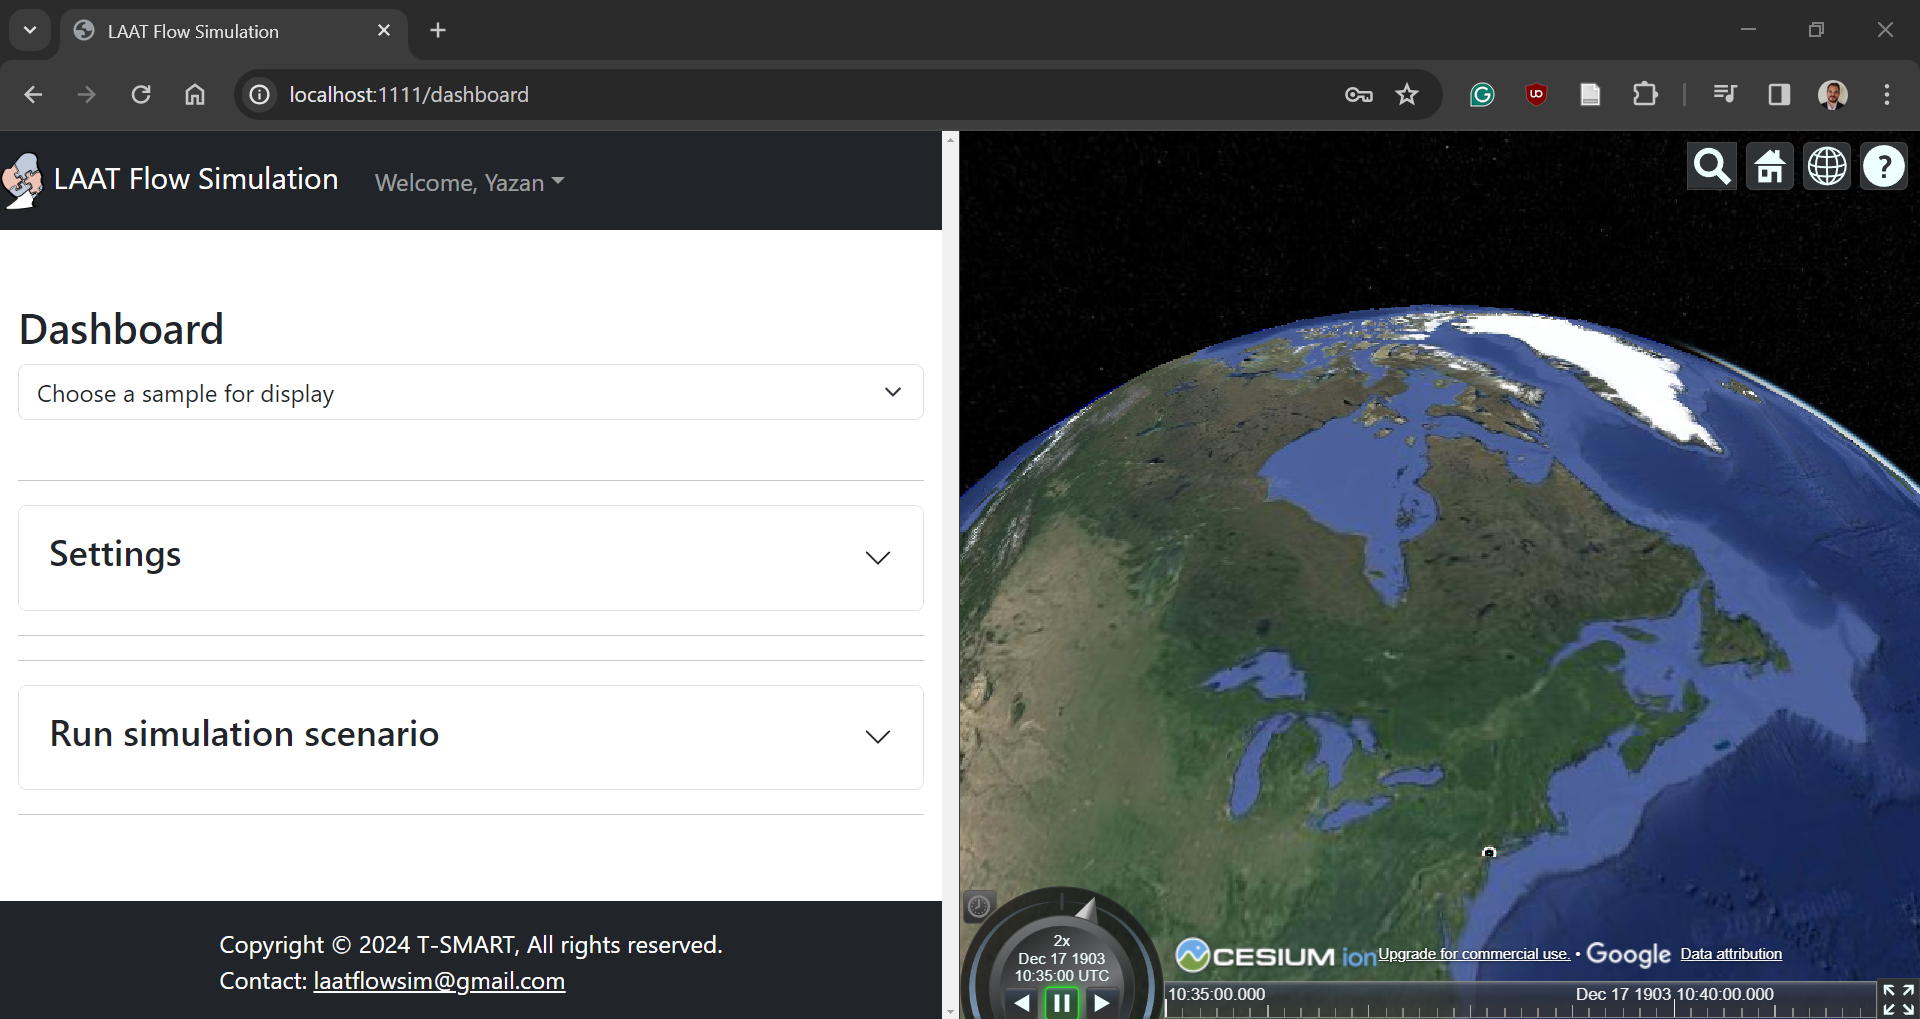 LAAT Flow Simulation
localhost:1111/dashboard
LAAT Flow Simulation
Welcome, Yazan
Dashboard
Choose a sample for display
Settings
Run simulation scenario
Copyright © 2024 T-SMART, All rights reserved.
Contact: laatflowsim@gmail.com
2x
Dec 17 1903
10:35:00 UTC
CESIUM ion Upgrade for commercial use. • Google Data attribution
10:35:00.000 Dec 17 1903 10:40:00.000